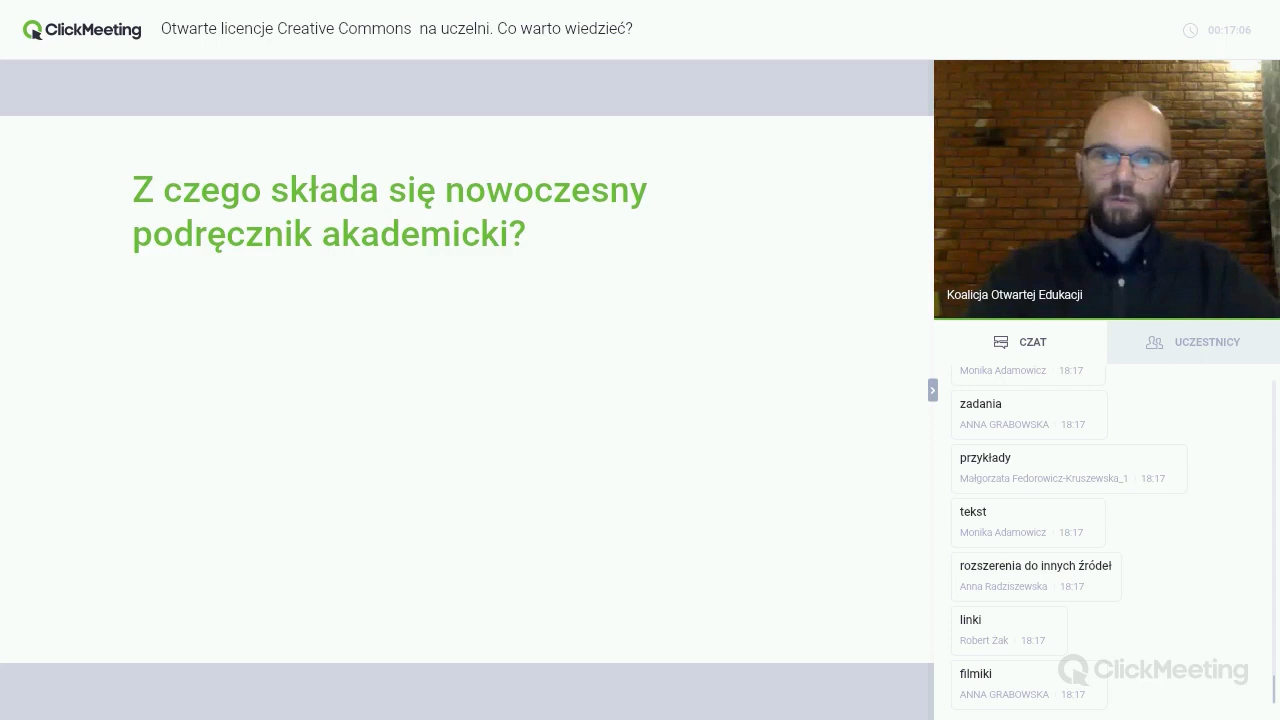 ClickMeeting
Otwarte licencje Creative Commons na uczelni. Co warto wiedzieć?
00:17:06
Z czego składa się nowoczesny
podręcznik akademicki?
Koalicja Otwartej Edukacji
CZAT
UCZESTNICY
Monika Adamowicz 18:17
zadania
ANNA GRABOWSKA 18:17
przykłady
Małgorzata Fedorowicz-Kruszewska_1 18:17
tekst
Monika Adamowicz 18:17
rozszerenia do innych źródeł
Anna Radziszewska 18:17
linki
Robert Żak 18:17
filmiki
ANNA GRABOWSKA 18:17
ClickMeeting